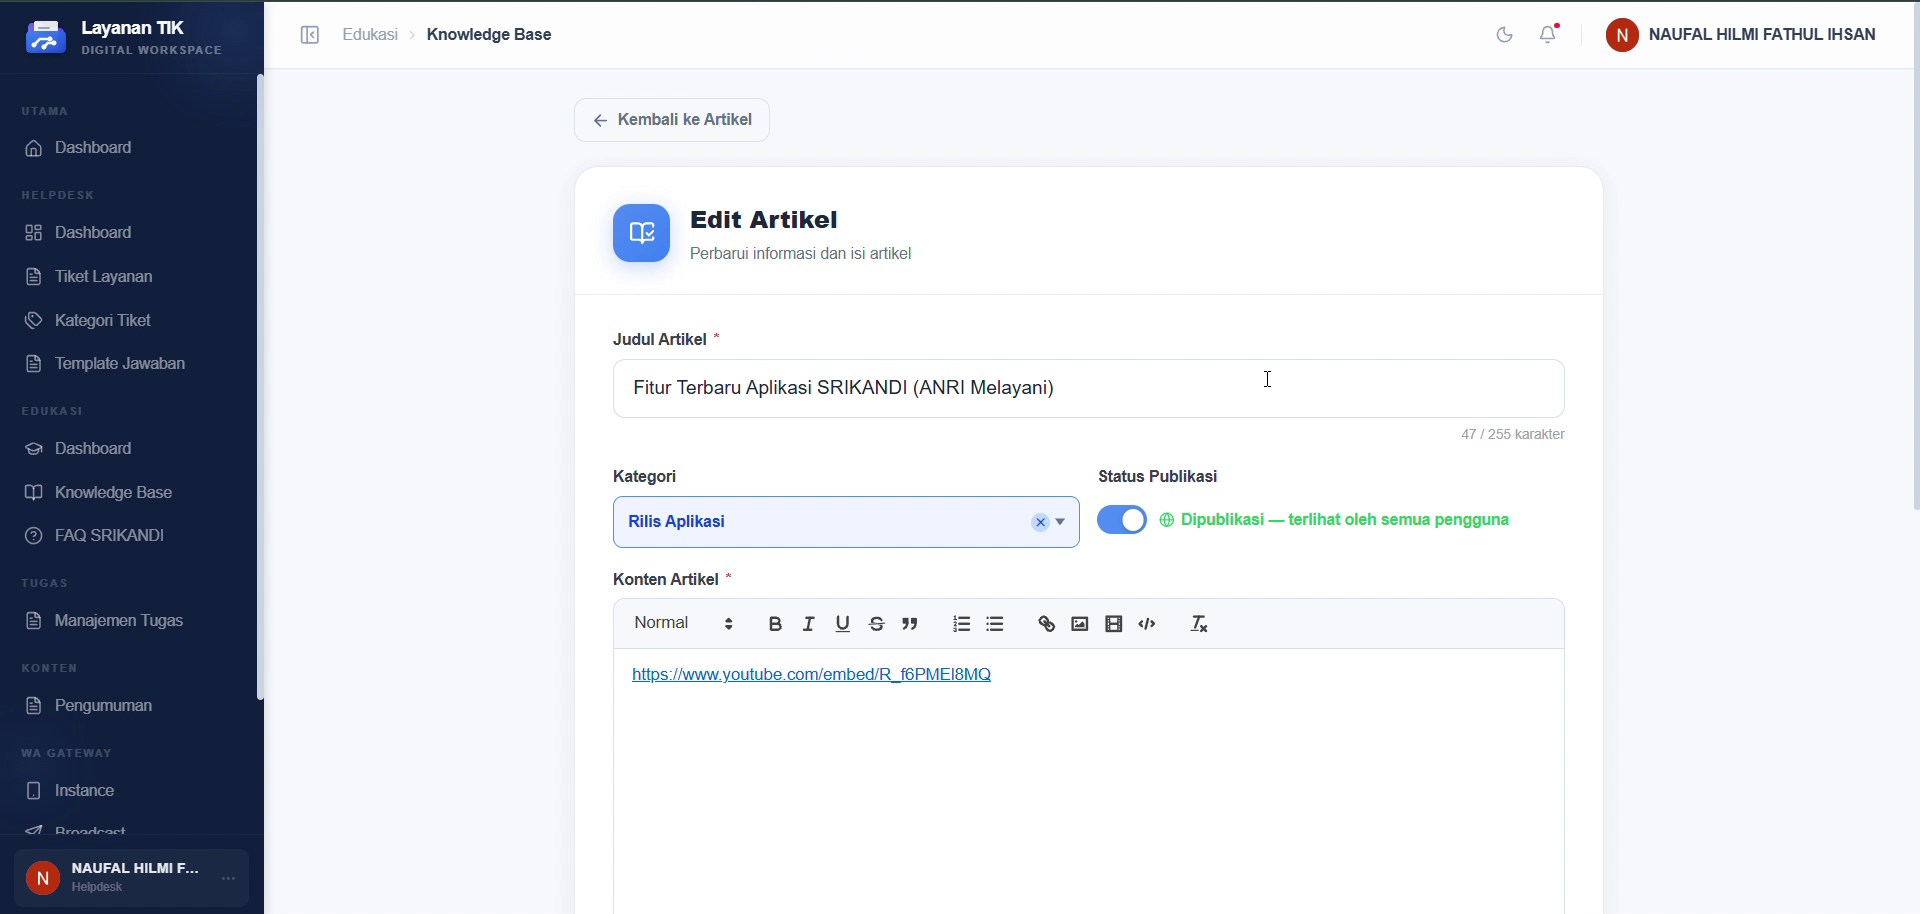 Layanan TIK
DIGITAL WORKSPACE
UTAMA
Dashboard
HELPDESK
Dashboard
Tiket Layanan
Kategori Tiket
Template Jawaban
EDUKASI
Dashboard
Knowledge Base
FAQ SRIKANDI
TUGAS
Manajemen Tugas
KONTEN
Pengumuman
WA GATEWAY
Instance
Broadcast
N
NAUFAL HILMI F...
Helpdesk
Edukasi > Knowledge Base
N NAUFAL HILMI FATHUL IHSAN
Kembali ke Artikel
Edit Artikel
Perbarui informasi dan isi artikel
Judul Artikel *
Fitur Terbaru Aplikasi SRIKANDI (ANRI Melayani)
47 / 255 karakter
Kategori
Rilis Aplikasi
Status Publikasi
Dipublikasi — terlihat oleh semua pengguna
Konten Artikel *
Normal
https://www.youtube.com/embed/R_f6PMEI8MQ